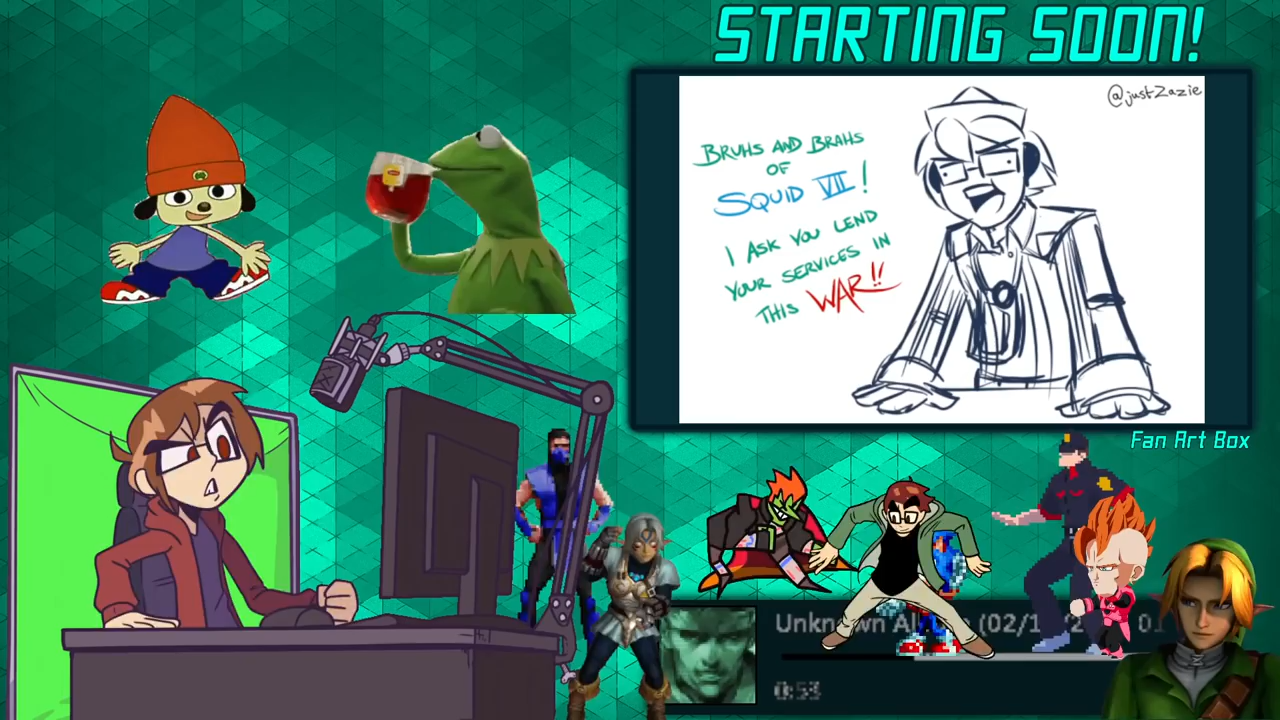 STARTING SOON!
@justZazie
BRUHS AND BRAHS
OF
SQUID VII!
I ASK YOU LEND
YOUR SERVICES IN
THIS WAR!!
Fan Art Box
0:53